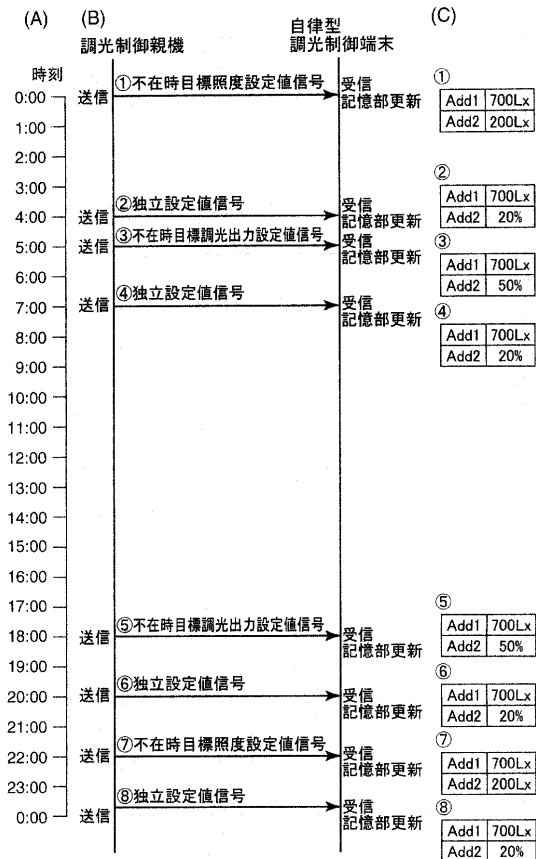 (A) (B) (C)
調光制御親機
自律型
調光制御端末
時刻
0:00
1:00
2:00
3:00
4:00
5:00
6:00
7:00
8:00
9:00
10:00
11:00
12:00
13:00
14:00
15:00
16:00
17:00
18:00
19:00
20:00
21:00
22:00
23:00
0:00
送信 ①不在時目標照度設定値信号 受信
記憶部更新
送信 ②独立設定値信号 受信
記憶部更新
送信 ③不在時目標調光出力設定値信号 受信
記憶部更新
送信 ④独立設定値信号 受信
記憶部更新
送信 ⑤不在時目標調光出力設定値信号 受信
記憶部更新
送信 ⑥独立設定値信号 受信
記憶部更新
送信 ⑦不在時目標照度設定値信号 受信
記憶部更新
送信 ⑧独立設定値信号 受信
記憶部更新
①
Add1 700Lx
Add2 200Lx
②
Add1 700Lx
Add2 20%
③
Add1 700Lx
Add2 50%
④
Add1 700Lx
Add2 20%
⑤
Add1 700Lx
Add2 50%
⑥
Add1 700Lx
Add2 20%
⑦
Add1 700Lx
Add2 200Lx
⑧
Add1 700Lx
Add2 20%